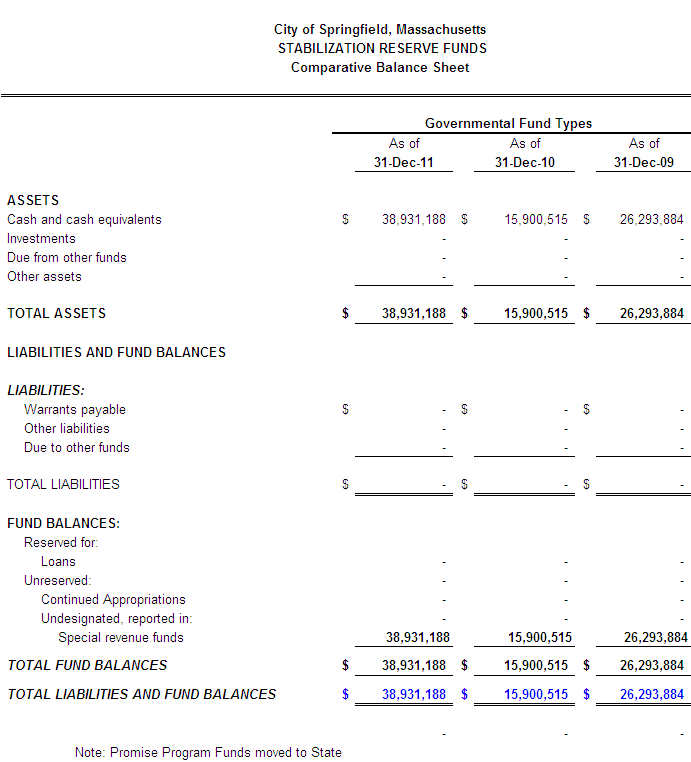 City of Springfield, Massachusetts
STABILIZATION RESERVE FUNDS
Comparative Balance Sheet
Governmental Fund Types
As of As of As of
31-Dec-11 31-Dec-10 31-Dec-09
ASSETS
Cash and cash equivalents $ 38,931,188 $ 15,900,515 $ 26,293,884
Investments - - -
Due from other funds - - -
Other assets - - -
TOTAL ASSETS $ 38,931,188 $ 15,900,515 $ 26,293,884
LIABILITIES AND FUND BALANCES
LIABILITIES:
Warrants payable $ - $ - $ -
Other liabilities - - -
Due to other funds - - -
TOTAL LIABILITIES $ - $ - $ -
FUND BALANCES:
Reserved for:
Loans - - -
Unreserved: - - -
Continued Appropriations - - -
Undesignated, reported in: - - -
Special revenue funds 38,931,188 15,900,515 26,293,884
TOTAL FUND BALANCES $ 38,931,188 $ 15,900,515 $ 26,293,884
TOTAL LIABILITIES AND FUND BALANCES $ 38,931,188 $ 15,900,515 $ 26,293,884
- - -
Note: Promise Program Funds moved to State